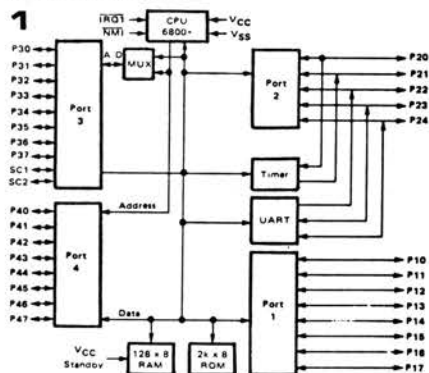 1
IRQ1
NMI
CPU
6800+
VCC
VSS
P30
P31
P32
P33
P34
P35
P36
P37
SC1
SC2
Port
3
A D
MUX
Port
2
P20
P21
P22
P23
P24
Timer
UART
Address
P40
P41
P42
P43
P44
P45
P46
P47
Port
4
Data
Port
1
P10
P11
P12
P13
P14
P15
P16
P17
VCC
Standby
128 x 8
RAM
2k x 8
ROM